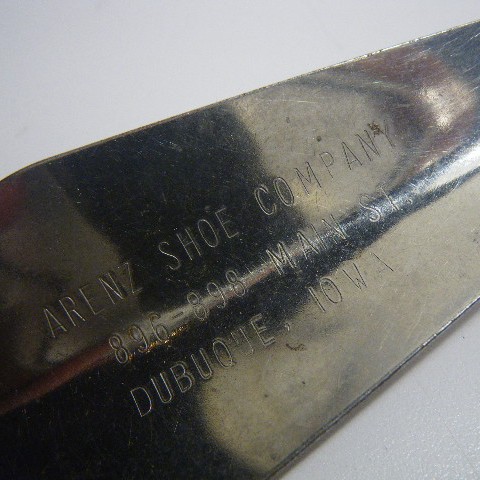 ARENZ SHOE COMPANY
896-898 MAIN ST.
DUBUQUE, IOWA